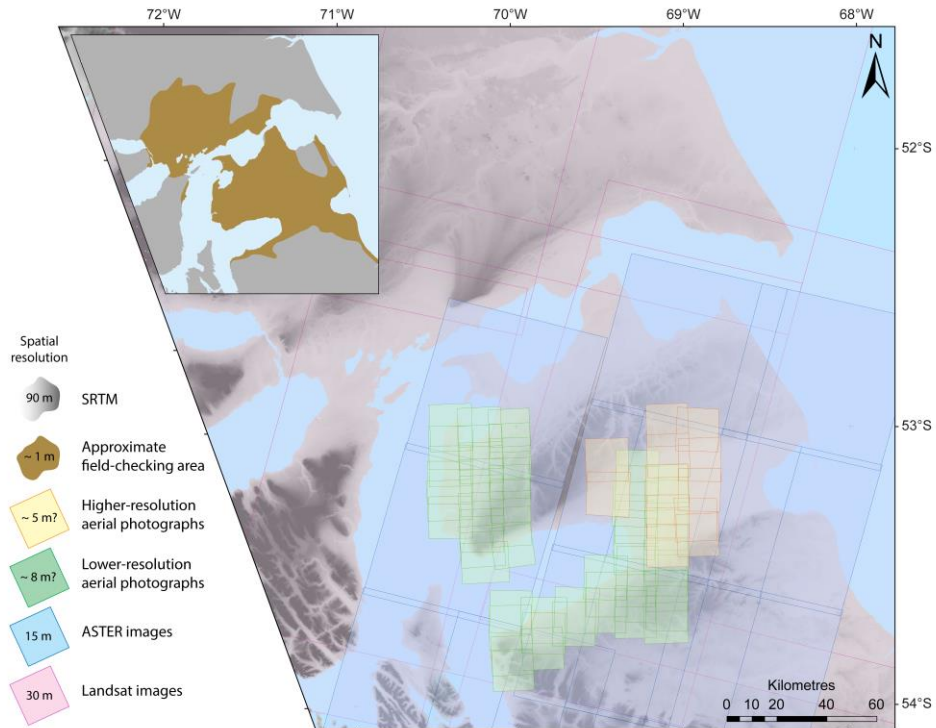 72°W 71°W 70°W 69°W 68°W
N
52°S
53°S
54°S
Spatial
resolution
90 m SRTM
~ 1 m Approximate
field-checking area
~ 5 m? Higher-resolution
aerial photographs
~ 8 m? Lower-resolution
aerial photographs
15 m ASTER images
30 m Landsat images
Kilometres
0 10 20 40 60